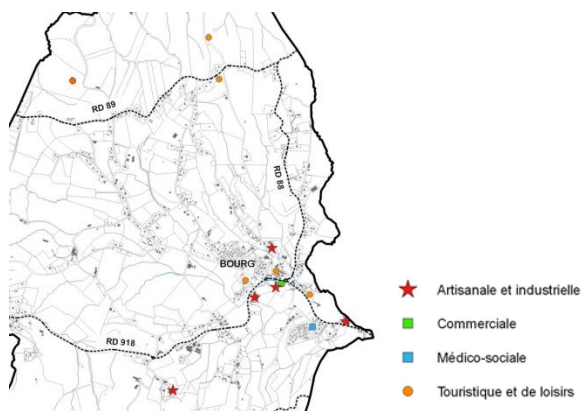 RD 89
RD 88
BOURG
RD 918
Artisanale et industrielle
Commerciale
Médico-sociale
Touristique et de loisirs